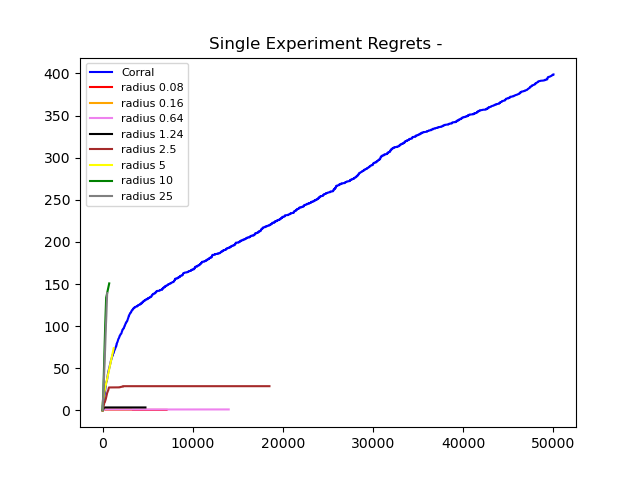 Single Experiment Regrets -
Corral
radius 0.08
radius 0.16
radius 0.64
radius 1.24
radius 2.5
radius 5
radius 10
radius 25
400
350
300
250
200
150
100
50
0
0 10000 20000 30000 40000 50000